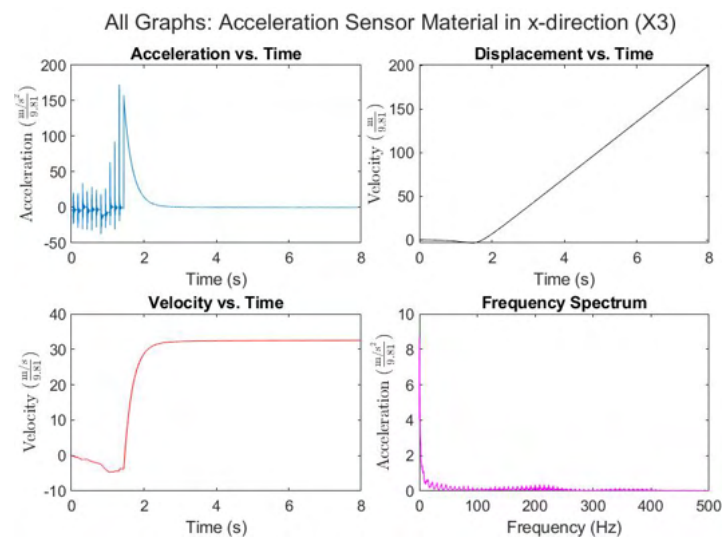 All Graphs: Acceleration Sensor Material in x-direction (X3)
Acceleration vs. Time
Acceleration (m/s²/9.81)
200
150
100
50
0
-50
0 2 4 6 8
Time (s)
Displacement vs. Time
Velocity (m/9.81)
200
150
100
50
0
0 2 4 6 8
Time (s)
Velocity vs. Time
Velocity (m/s/9.81)
40
30
20
10
0
-10
0 2 4 6 8
Time (s)
Frequency Spectrum
Acceleration (m/s²/9.81)
10
8
6
4
2
0
0 100 200 300 400 500
Frequency (Hz)